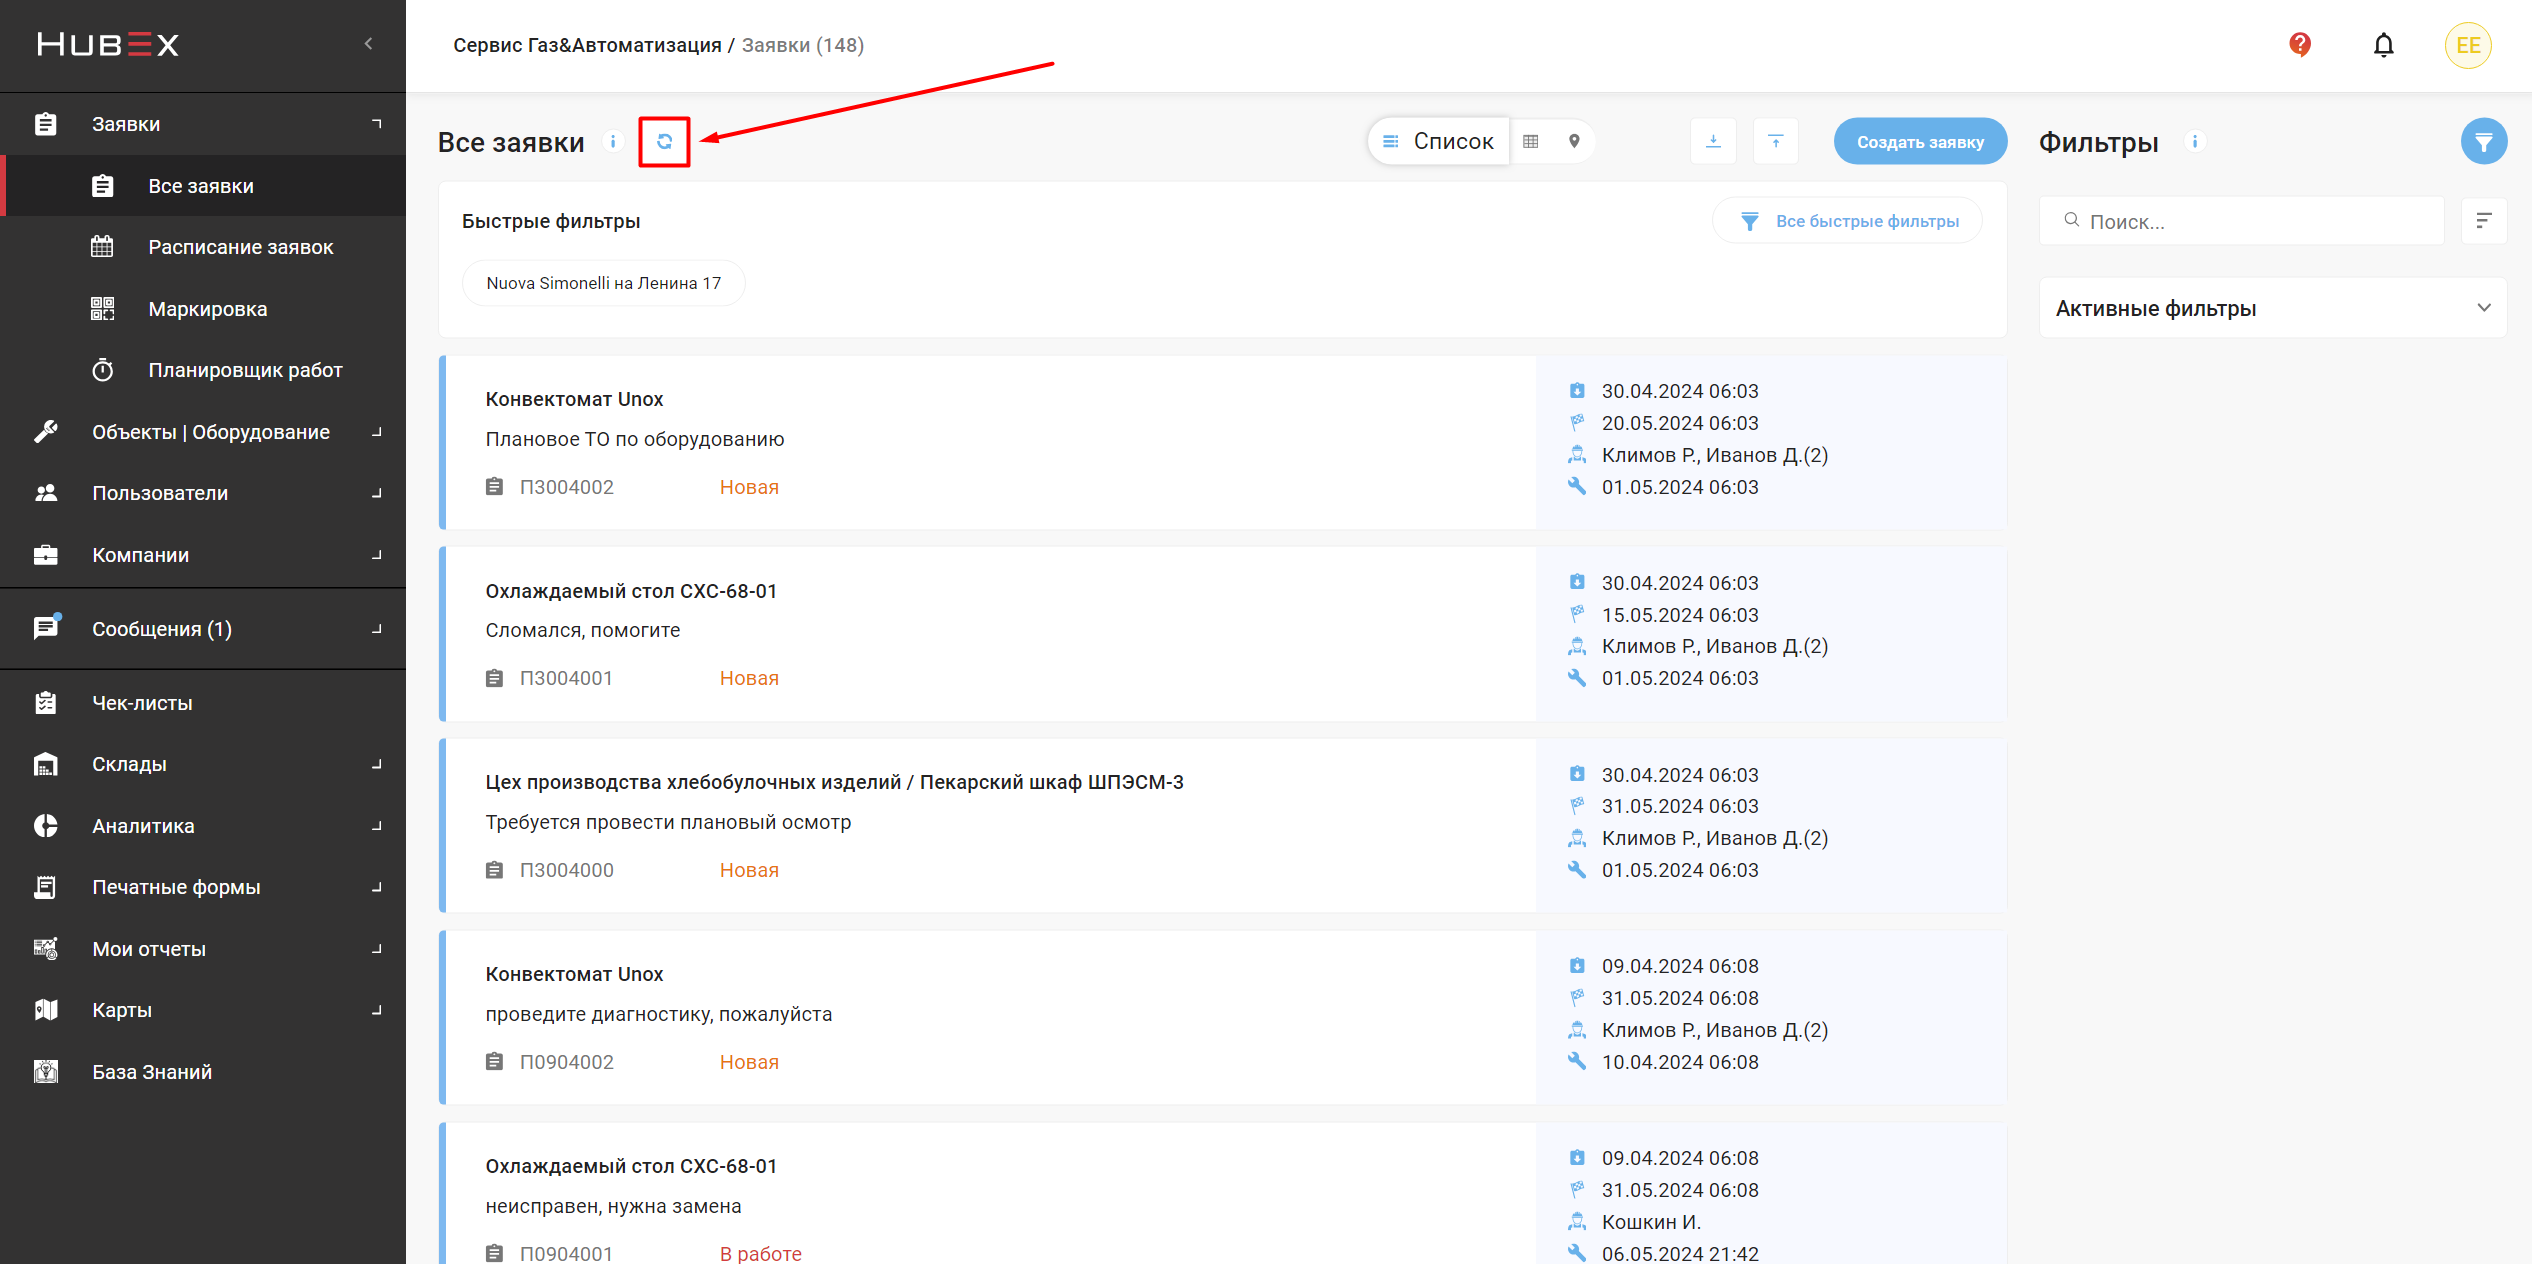 HUBEX
Сервис Газ&Автоматизация / Заявки (148)
EE
Заявки
Все заявки
Расписание заявок
Маркировка
Планировщик работ
Объекты | Оборудование
Пользователи
Компании
Сообщения (1)
Чек-листы
Склады
Аналитика
Печатные формы
Мои отчеты
Карты
База Знаний
Все заявки
Список
Создать заявку
Быстрые фильтры
Все быстрые фильтры
Nuova Simonelli на Ленина 17
Конвектомат Unox
Плановое ТО по оборудованию
П3004002 Новая
30.04.2024 06:03
20.05.2024 06:03
Климов Р., Иванов Д.(2)
01.05.2024 06:03
Охлаждаемый стол СХС-68-01
Сломался, помогите
П3004001 Новая
30.04.2024 06:03
15.05.2024 06:03
Климов Р., Иванов Д.(2)
01.05.2024 06:03
Цех производства хлебобулочных изделий / Пекарский шкаф ШПЭСМ-3
Требуется провести плановый осмотр
П3004000 Новая
30.04.2024 06:03
31.05.2024 06:03
Климов Р., Иванов Д.(2)
01.05.2024 06:03
Конвектомат Unox
проведите диагностику, пожалуйста
П0904002 Новая
09.04.2024 06:08
31.05.2024 06:08
Климов Р., Иванов Д.(2)
10.04.2024 06:08
Охлаждаемый стол СХС-68-01
неисправен, нужна замена
П0904001 В работе
09.04.2024 06:08
31.05.2024 06:08
Кошкин И.
06.05.2024 21:42
Фильтры
Поиск...
Активные фильтры